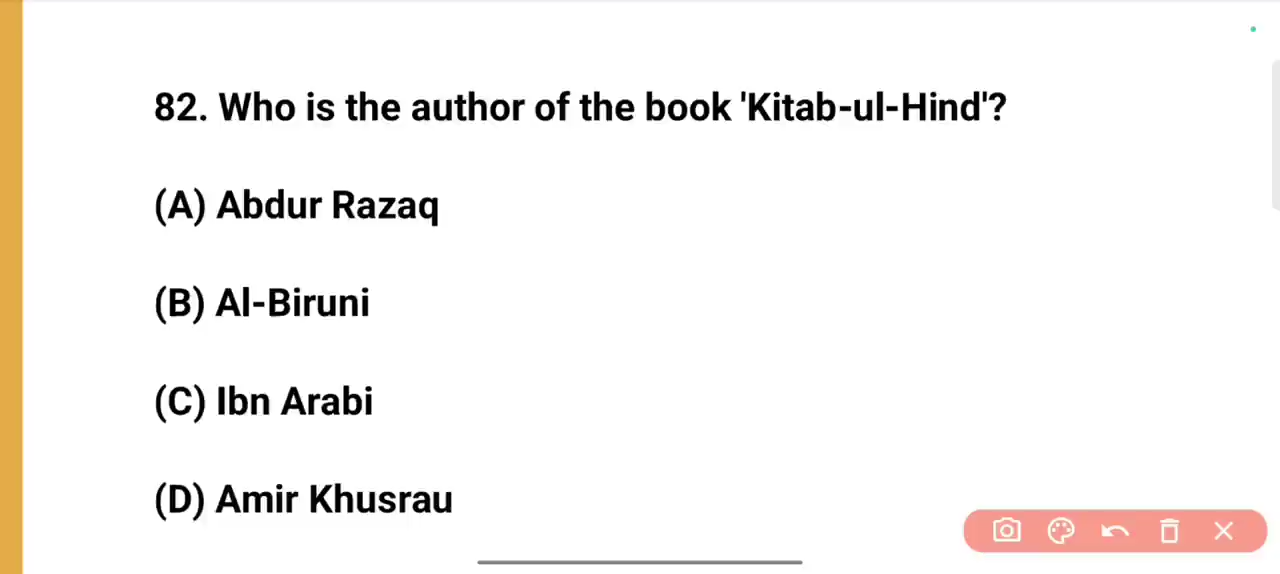 82. Who is the author of the book 'Kitab-ul-Hind'?
(A) Abdur Razaq
(B) Al-Biruni
(C) Ibn Arabi
(D) Amir Khusrau